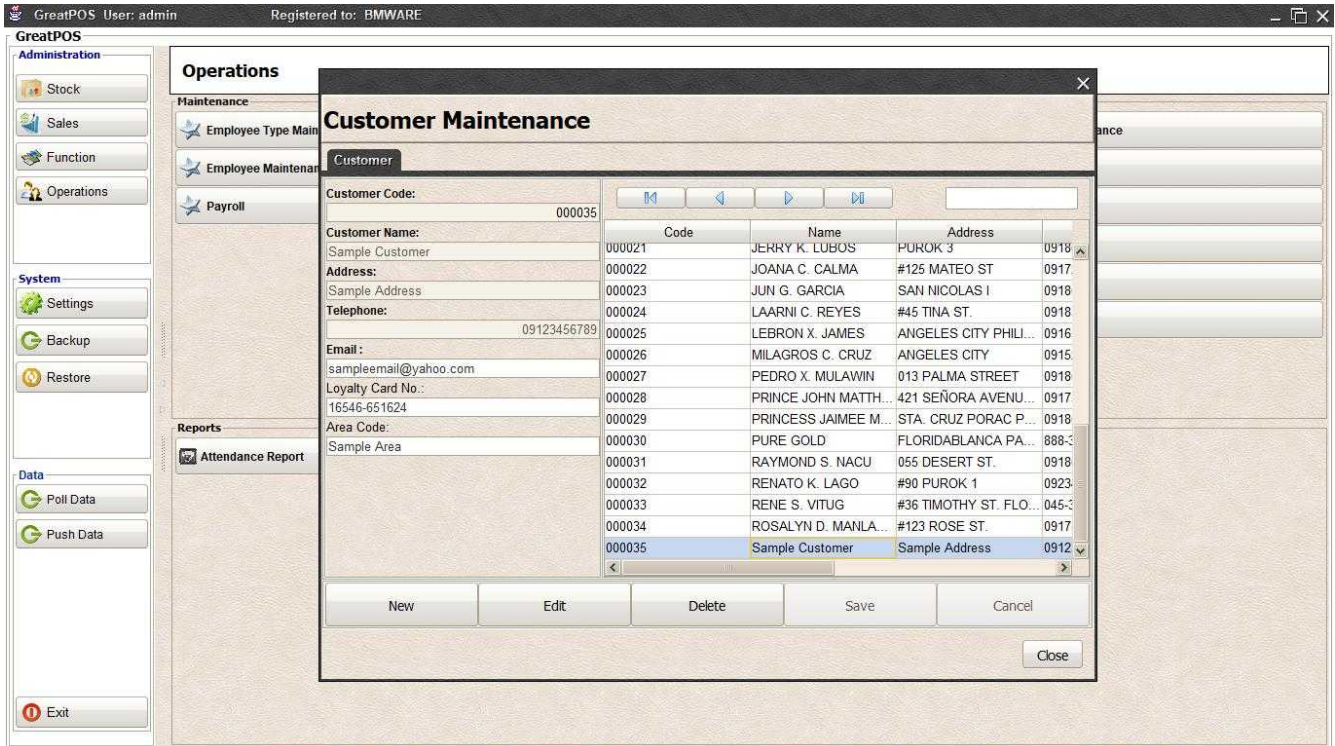 GreatPOS User: admin Registered to: BMWARE
GreatPOS
Administration
Stock
Sales
Function
Operations
System
Settings
Backup
Restore
Data
Poll Data
Push Data
Exit
Operations
Maintenance
Employee Type Main
Employee Maintenan
Payroll
ance
Reports
Attendance Report
Customer Maintenance
Customer
Customer Code:
000035
Customer Name:
Sample Customer
Address:
Sample Address
Telephone:
09123456789
Email :
sampleemail@yahoo.com
Loyalty Card No.:
16546-651624
Area Code:
Sample Area
Code Name Address
000021 JERRY K. LUBOS PUROK 3 0918
000022 JOANA C. CALMA #125 MATEO ST 0917
000023 JUN G. GARCIA SAN NICOLAS I 0918
000024 LAARNI C. REYES #45 TINA ST. 0918
000025 LEBRON X. JAMES ANGELES CITY PHILI... 0916
000026 MILAGROS C. CRUZ ANGELES CITY 0915
000027 PEDRO X. MULAWIN 013 PALMA STREET 0918
000028 PRINCE JOHN MATTH... 421 SEÑORA AVENU... 0917
000029 PRINCESS JAIMEE M... STA. CRUZ PORAC P... 0918
000030 PURE GOLD FLORIDABLANCA PA... 888-3
000031 RAYMOND S. NACU 055 DESERT ST. 0918
000032 RENATO K. LAGO #90 PUROK 1 0923
000033 RENE S. VITUG #36 TIMOTHY ST. FLO... 045-3
000034 ROSALYN D. MANLA... #123 ROSE ST. 0917
000035 Sample Customer Sample Address 0912
New Edit Delete Save Cancel
Close